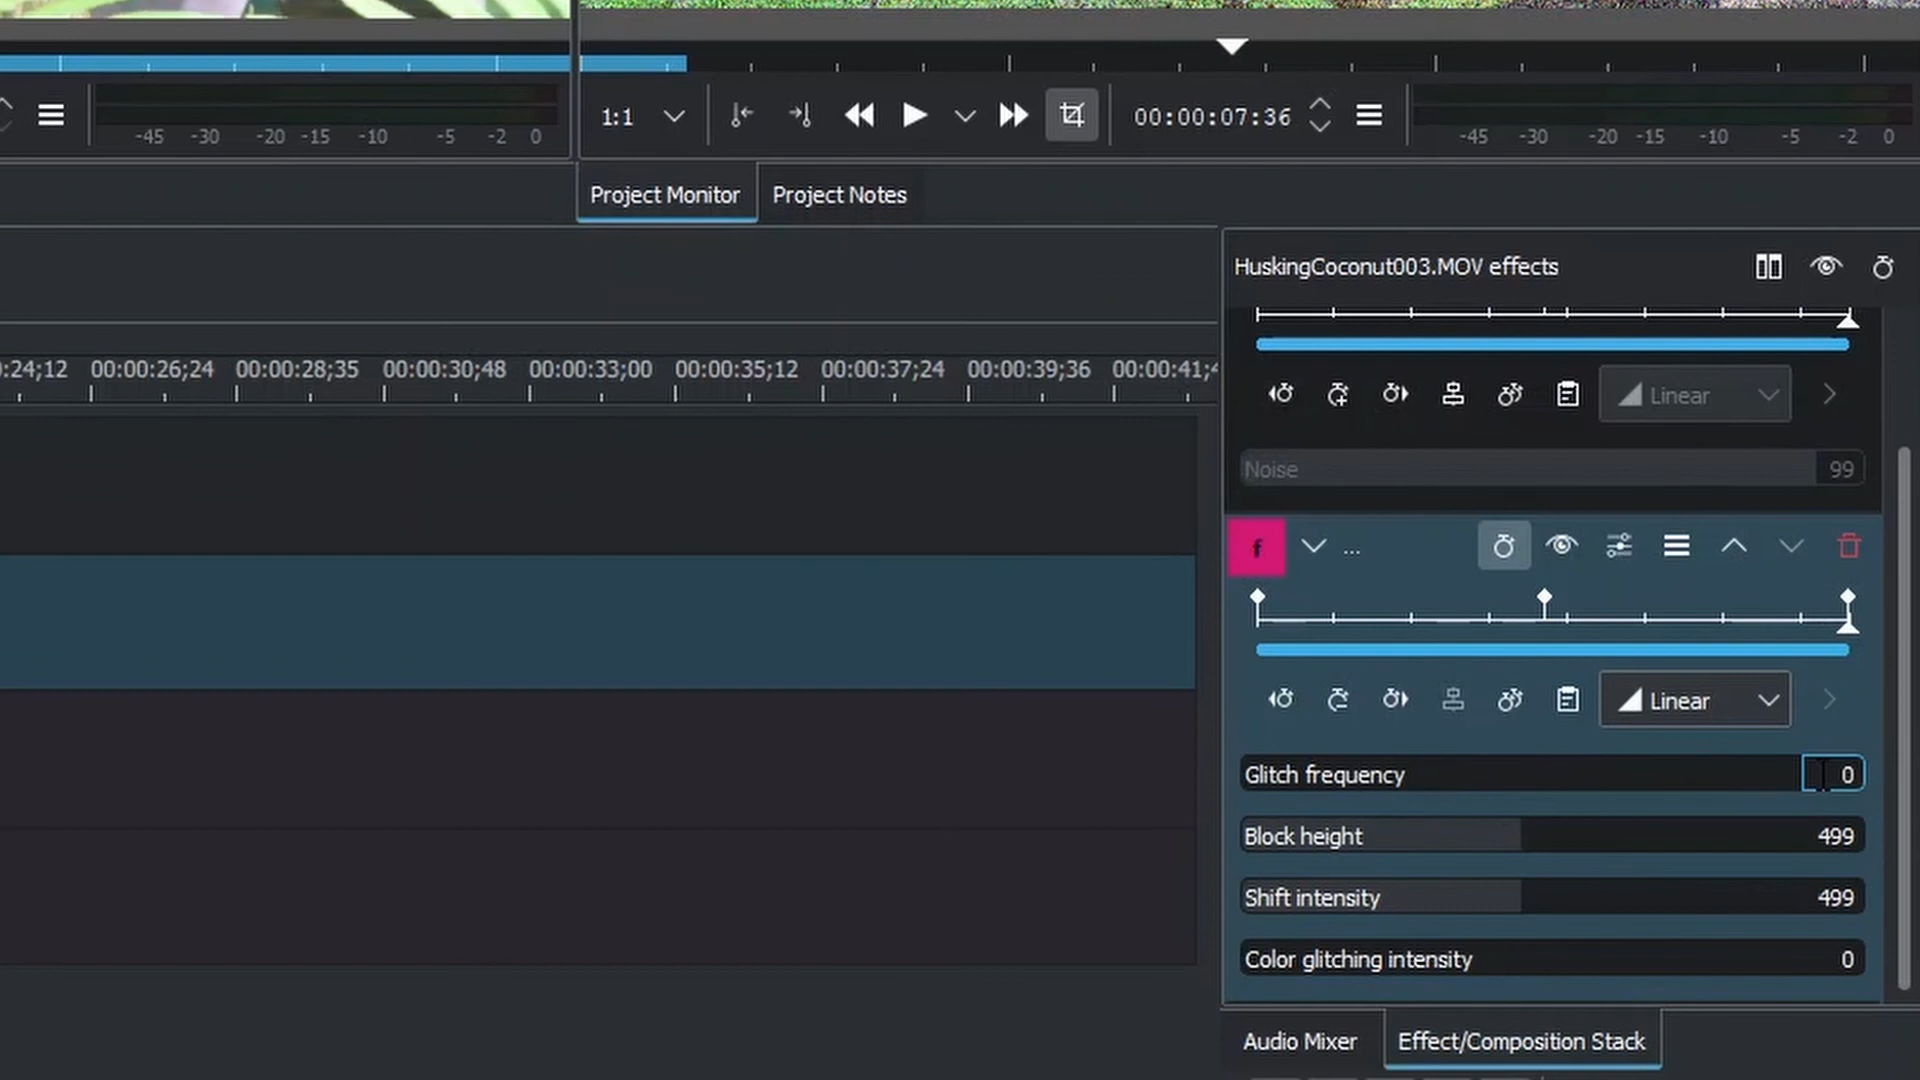 -45 -30 -20 -15 -10 -5 -2 0
1:1
00:00:07:36
-45 -30 -20 -15 -10 -5 -2 0
Project Monitor
Project Notes
HuskingCoconut003.MOV effects
:24;12 00:00:26;24 00:00:28;35 00:00:30;48 00:00:33;00 00:00:35;12 00:00:37;24 00:00:39;36 00:00:41;4
Linear
Noise 99
f ...
Linear
Glitch frequency 0
Block height 499
Shift intensity 499
Color glitching intensity 0
Audio Mixer
Effect/Composition Stack